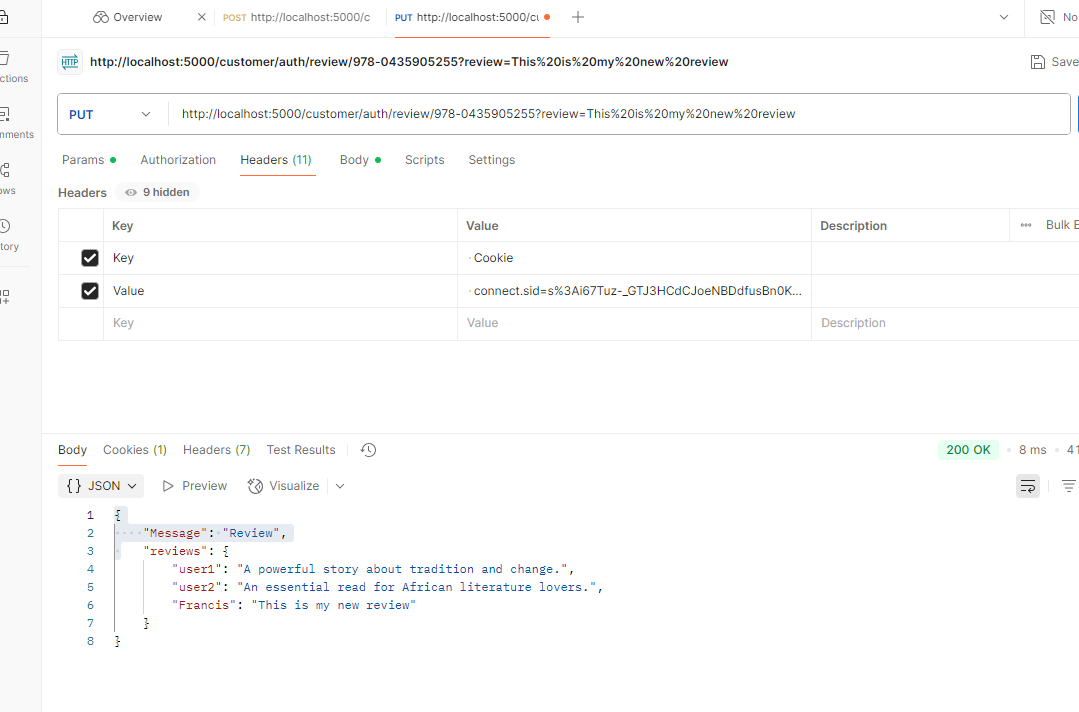 Overview
POST http://localhost:5000/c
PUT http://localhost:5000/cu
No
HTTP http://localhost:5000/customer/auth/review/978-0435905255?review=This%20is%20my%20new%20review
Save
ctions
PUT
http://localhost:5000/customer/auth/review/978-0435905255?review=This%20is%20my%20new%20review
nments
Params
Authorization
Headers (11)
Body
Scripts
Settings
ows
Headers
9 hidden
Key
Value
Description
Bulk E
tory
Key
Cookie
Value
connect.sid=s%3Ai67Tuz-_GTJ3HCdCJoeNBDdfusBn0K...
Key
Value
Description
Body
Cookies (1)
Headers (7)
Test Results
200 OK
8 ms
41
{} JSON
Preview
Visualize
1 {
2 "Message": "Review",
3 "reviews": {
4 "user1": "A powerful story about tradition and change.",
5 "user2": "An essential read for African literature lovers.",
6 "Francis": "This is my new review"
7 }
8 }